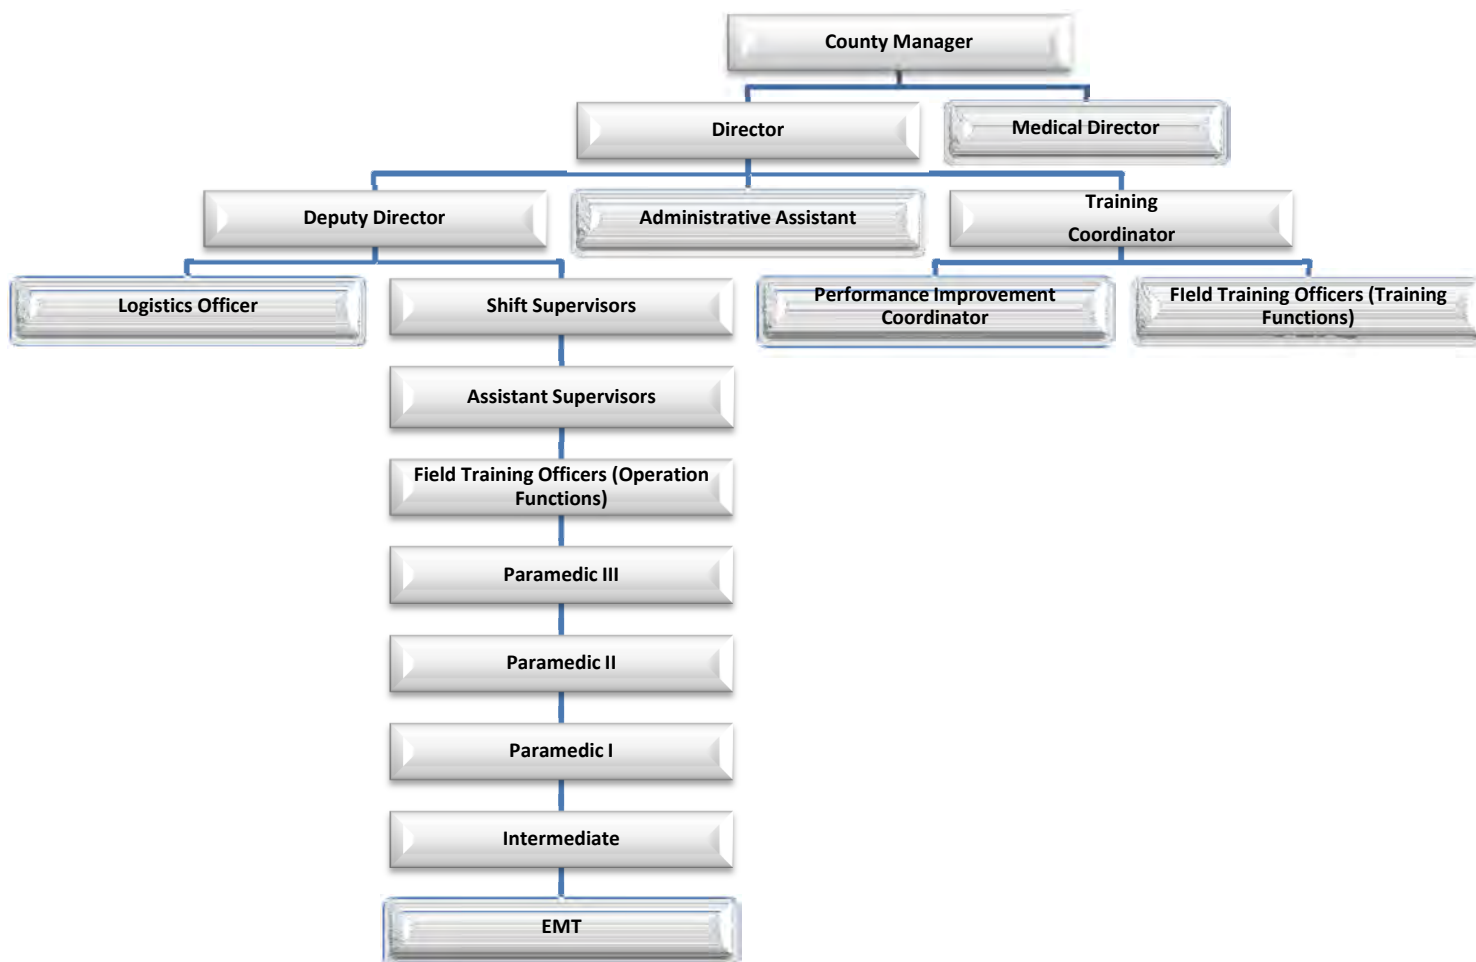 County Manager
Director
Medical Director
Deputy Director
Administrative Assistant
Training
Coordinator
Logistics Officer
Shift Supervisors
Performance Improvement
Coordinator
FIeld Training Officers (Training
Functions)
Assistant Supervisors
Field Training Officers (Operation
Functions)
Paramedic III
Paramedic II
Paramedic I
Intermediate
EMT